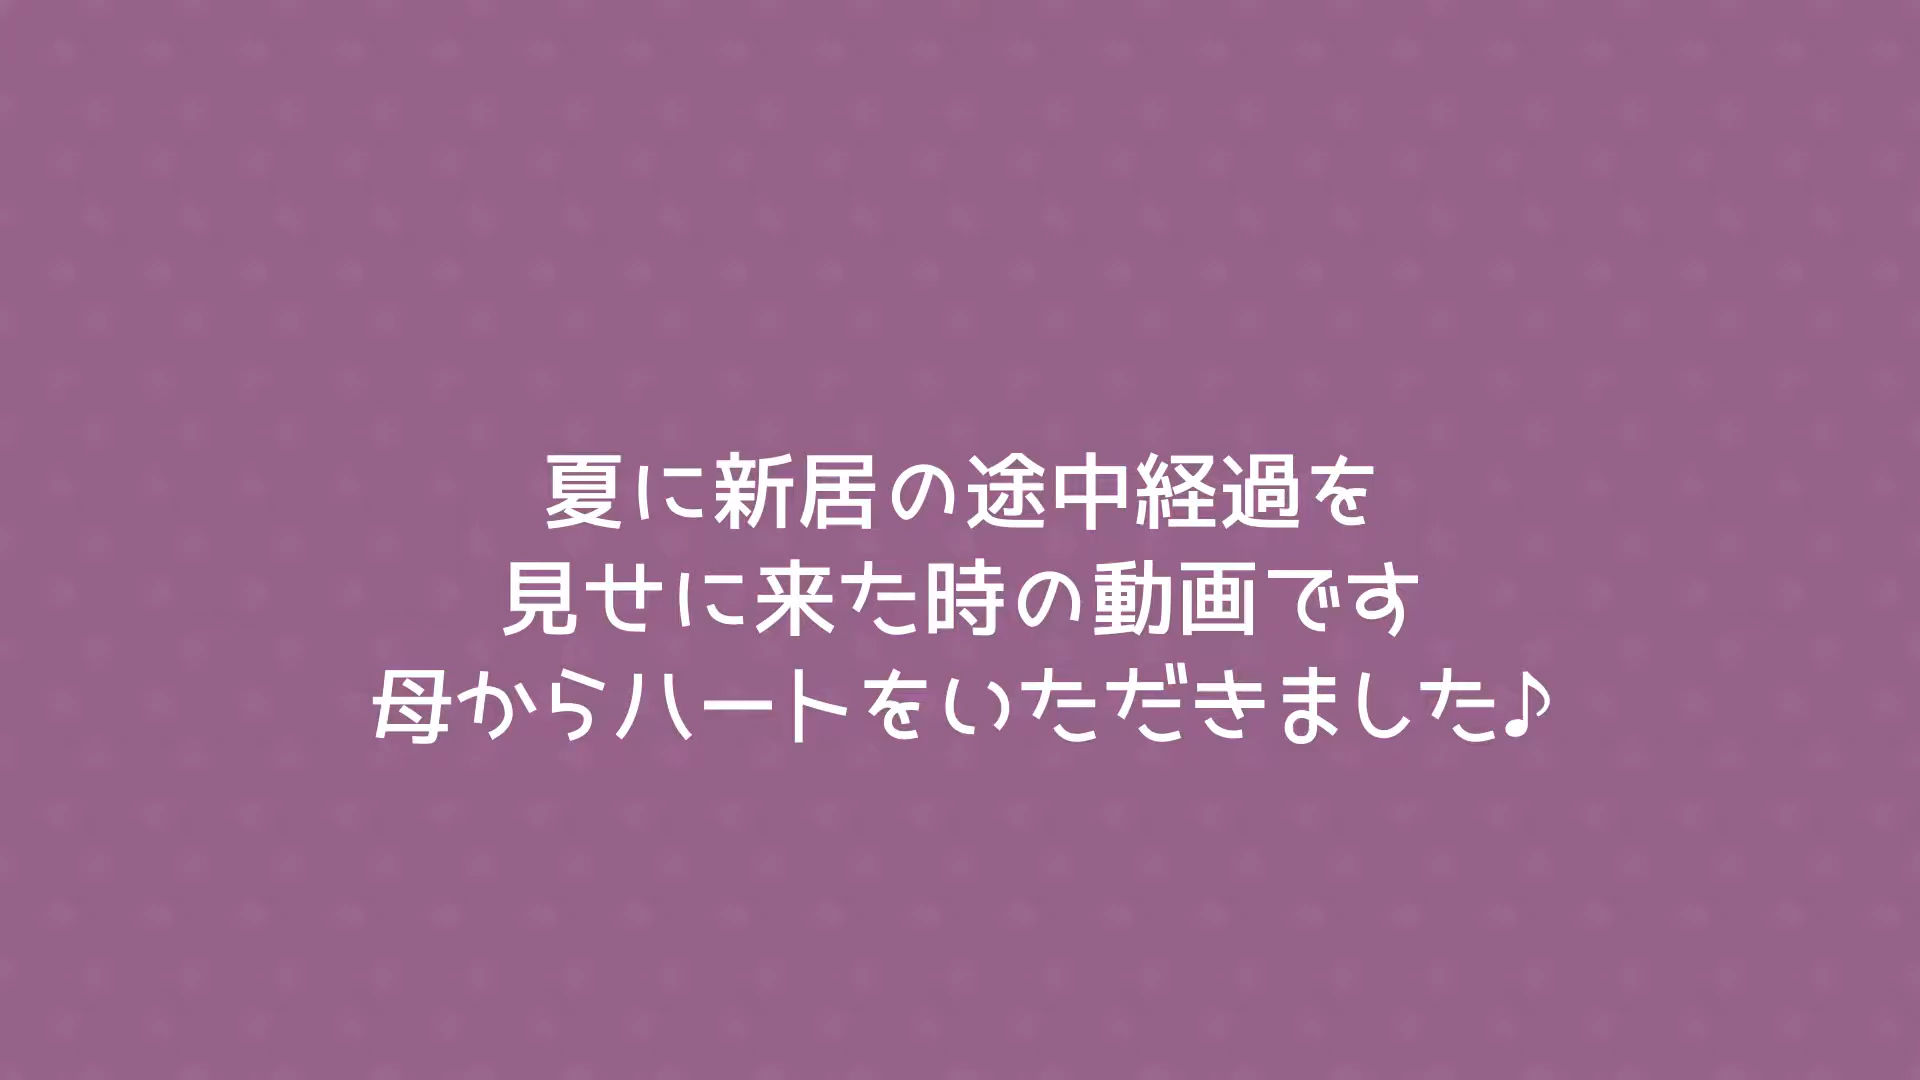 夏に新居の途中経過を
見せに来た時の動画です
母からハートをいただきました♪